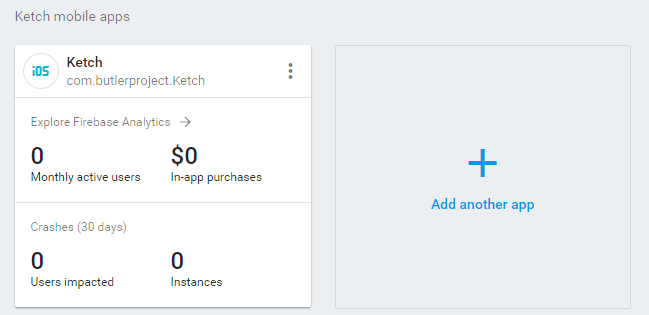 Ketch mobile apps
iOS
Ketch
com.butlerproject.Ketch
Explore Firebase Analytics
0
$0
Monthly active users
In-app purchases
Crashes (30 days)
0
0
Users impacted
Instances
Add another app